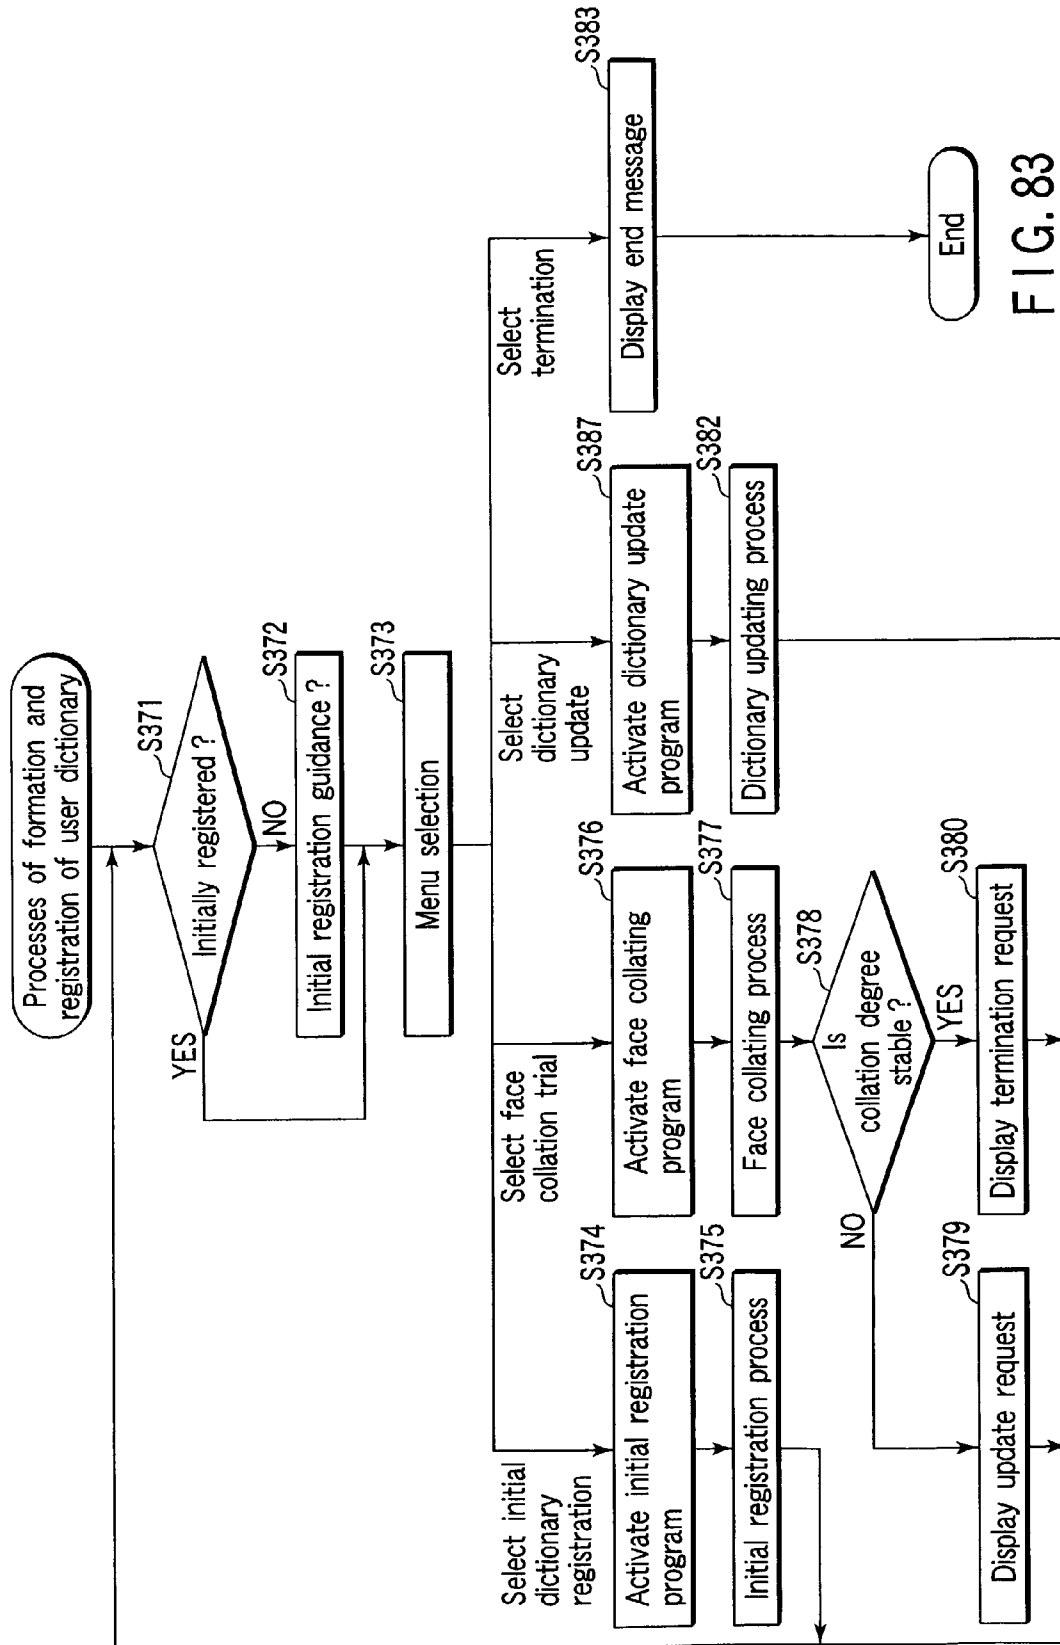 Processes of formation and
registration of user dictionary
S371
Initially registered ?
YES
NO
S372
Initial registration guidance ?
S373
Menu selection
Select initial
dictionary
registration
Select face
collation trial
Select
dictionary
update
Select
termination
S374
Activate initial registration
program
S375
Initial registration process
S376
Activate face collating
program
S377
Face collating process
S378
Is
collation degree
stable ?
NO
YES
S379
Display update request
S380
Display termination request
S387
Activate dictionary update
program
S382
Dictionary updating process
S383
Display end message
End
FIG. 83